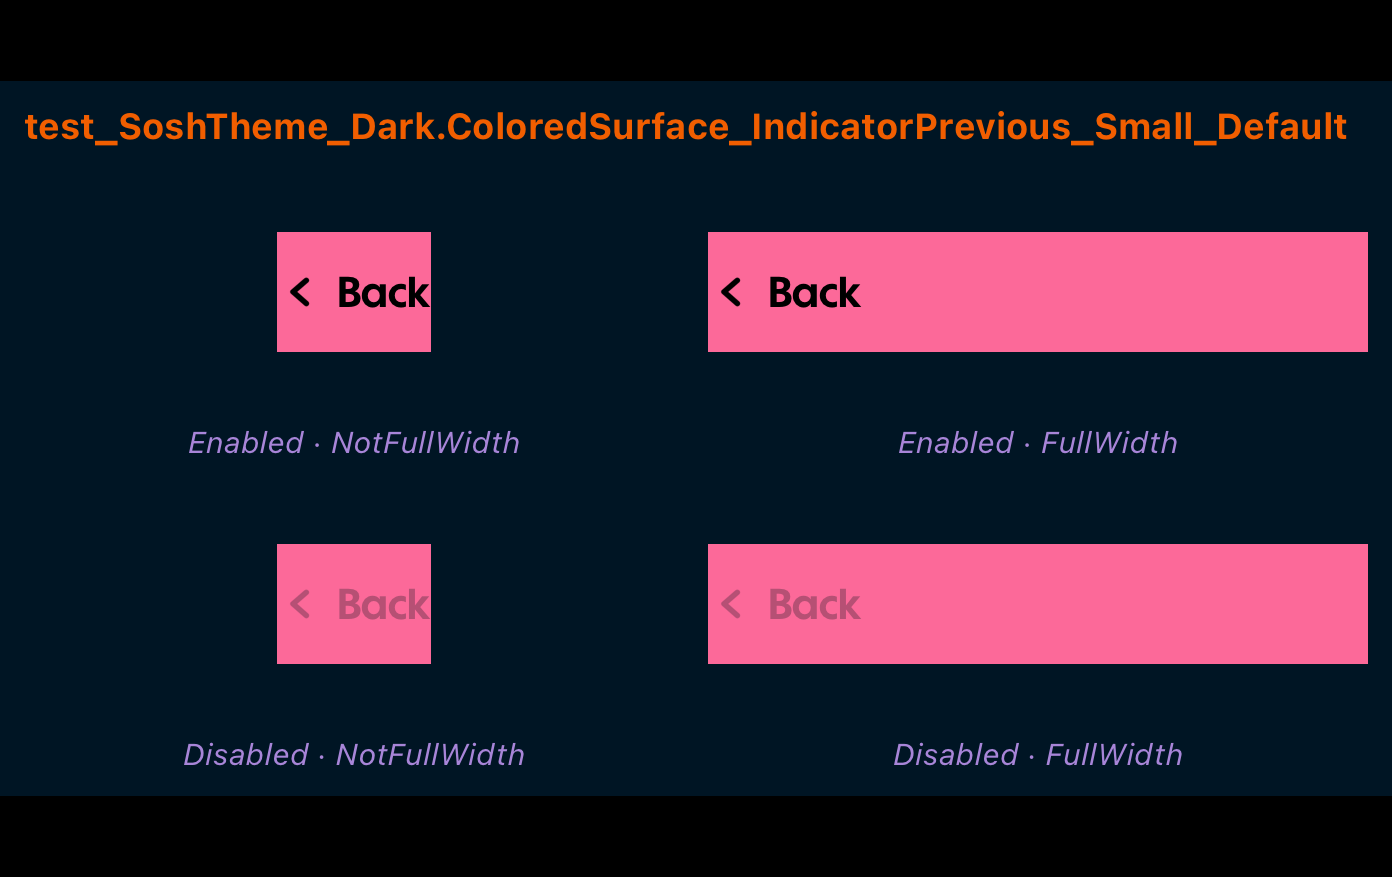 test_SoshTheme_Dark.ColoredSurface_IndicatorPrevious_Small_Default
Back
Back
Enabled · NotFullWidth
Enabled · FullWidth
Back
Back
Disabled · NotFullWidth
Disabled · FullWidth